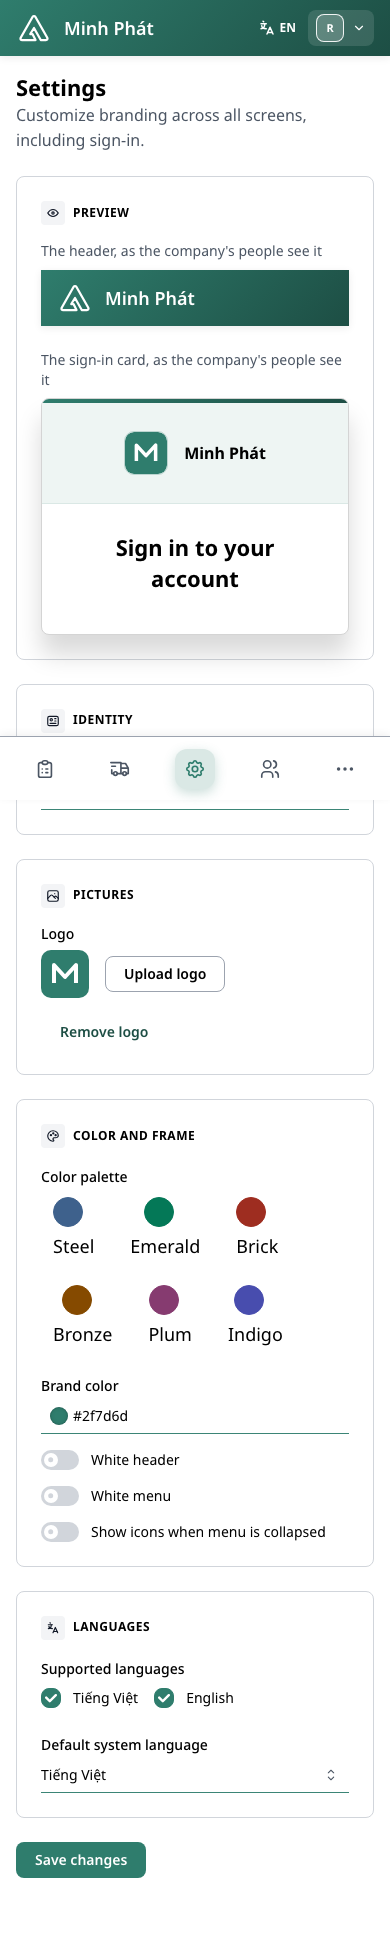 Minh Phát
EN
R
Settings
Customize branding across all screens,
including sign-in.
PREVIEW
The header, as the company's people see it
Minh Phát
The sign-in card, as the company's people see
it
M Minh Phát
Sign in to your
account
IDENTITY
PICTURES
Logo
M
Upload logo
Remove logo
COLOR AND FRAME
Color palette
Steel Emerald Brick
Bronze Plum Indigo
Brand color
#2f7d6d
White header
White menu
Show icons when menu is collapsed
LANGUAGES
Supported languages
Tiếng Việt English
Default system language
Tiếng Việt
Save changes